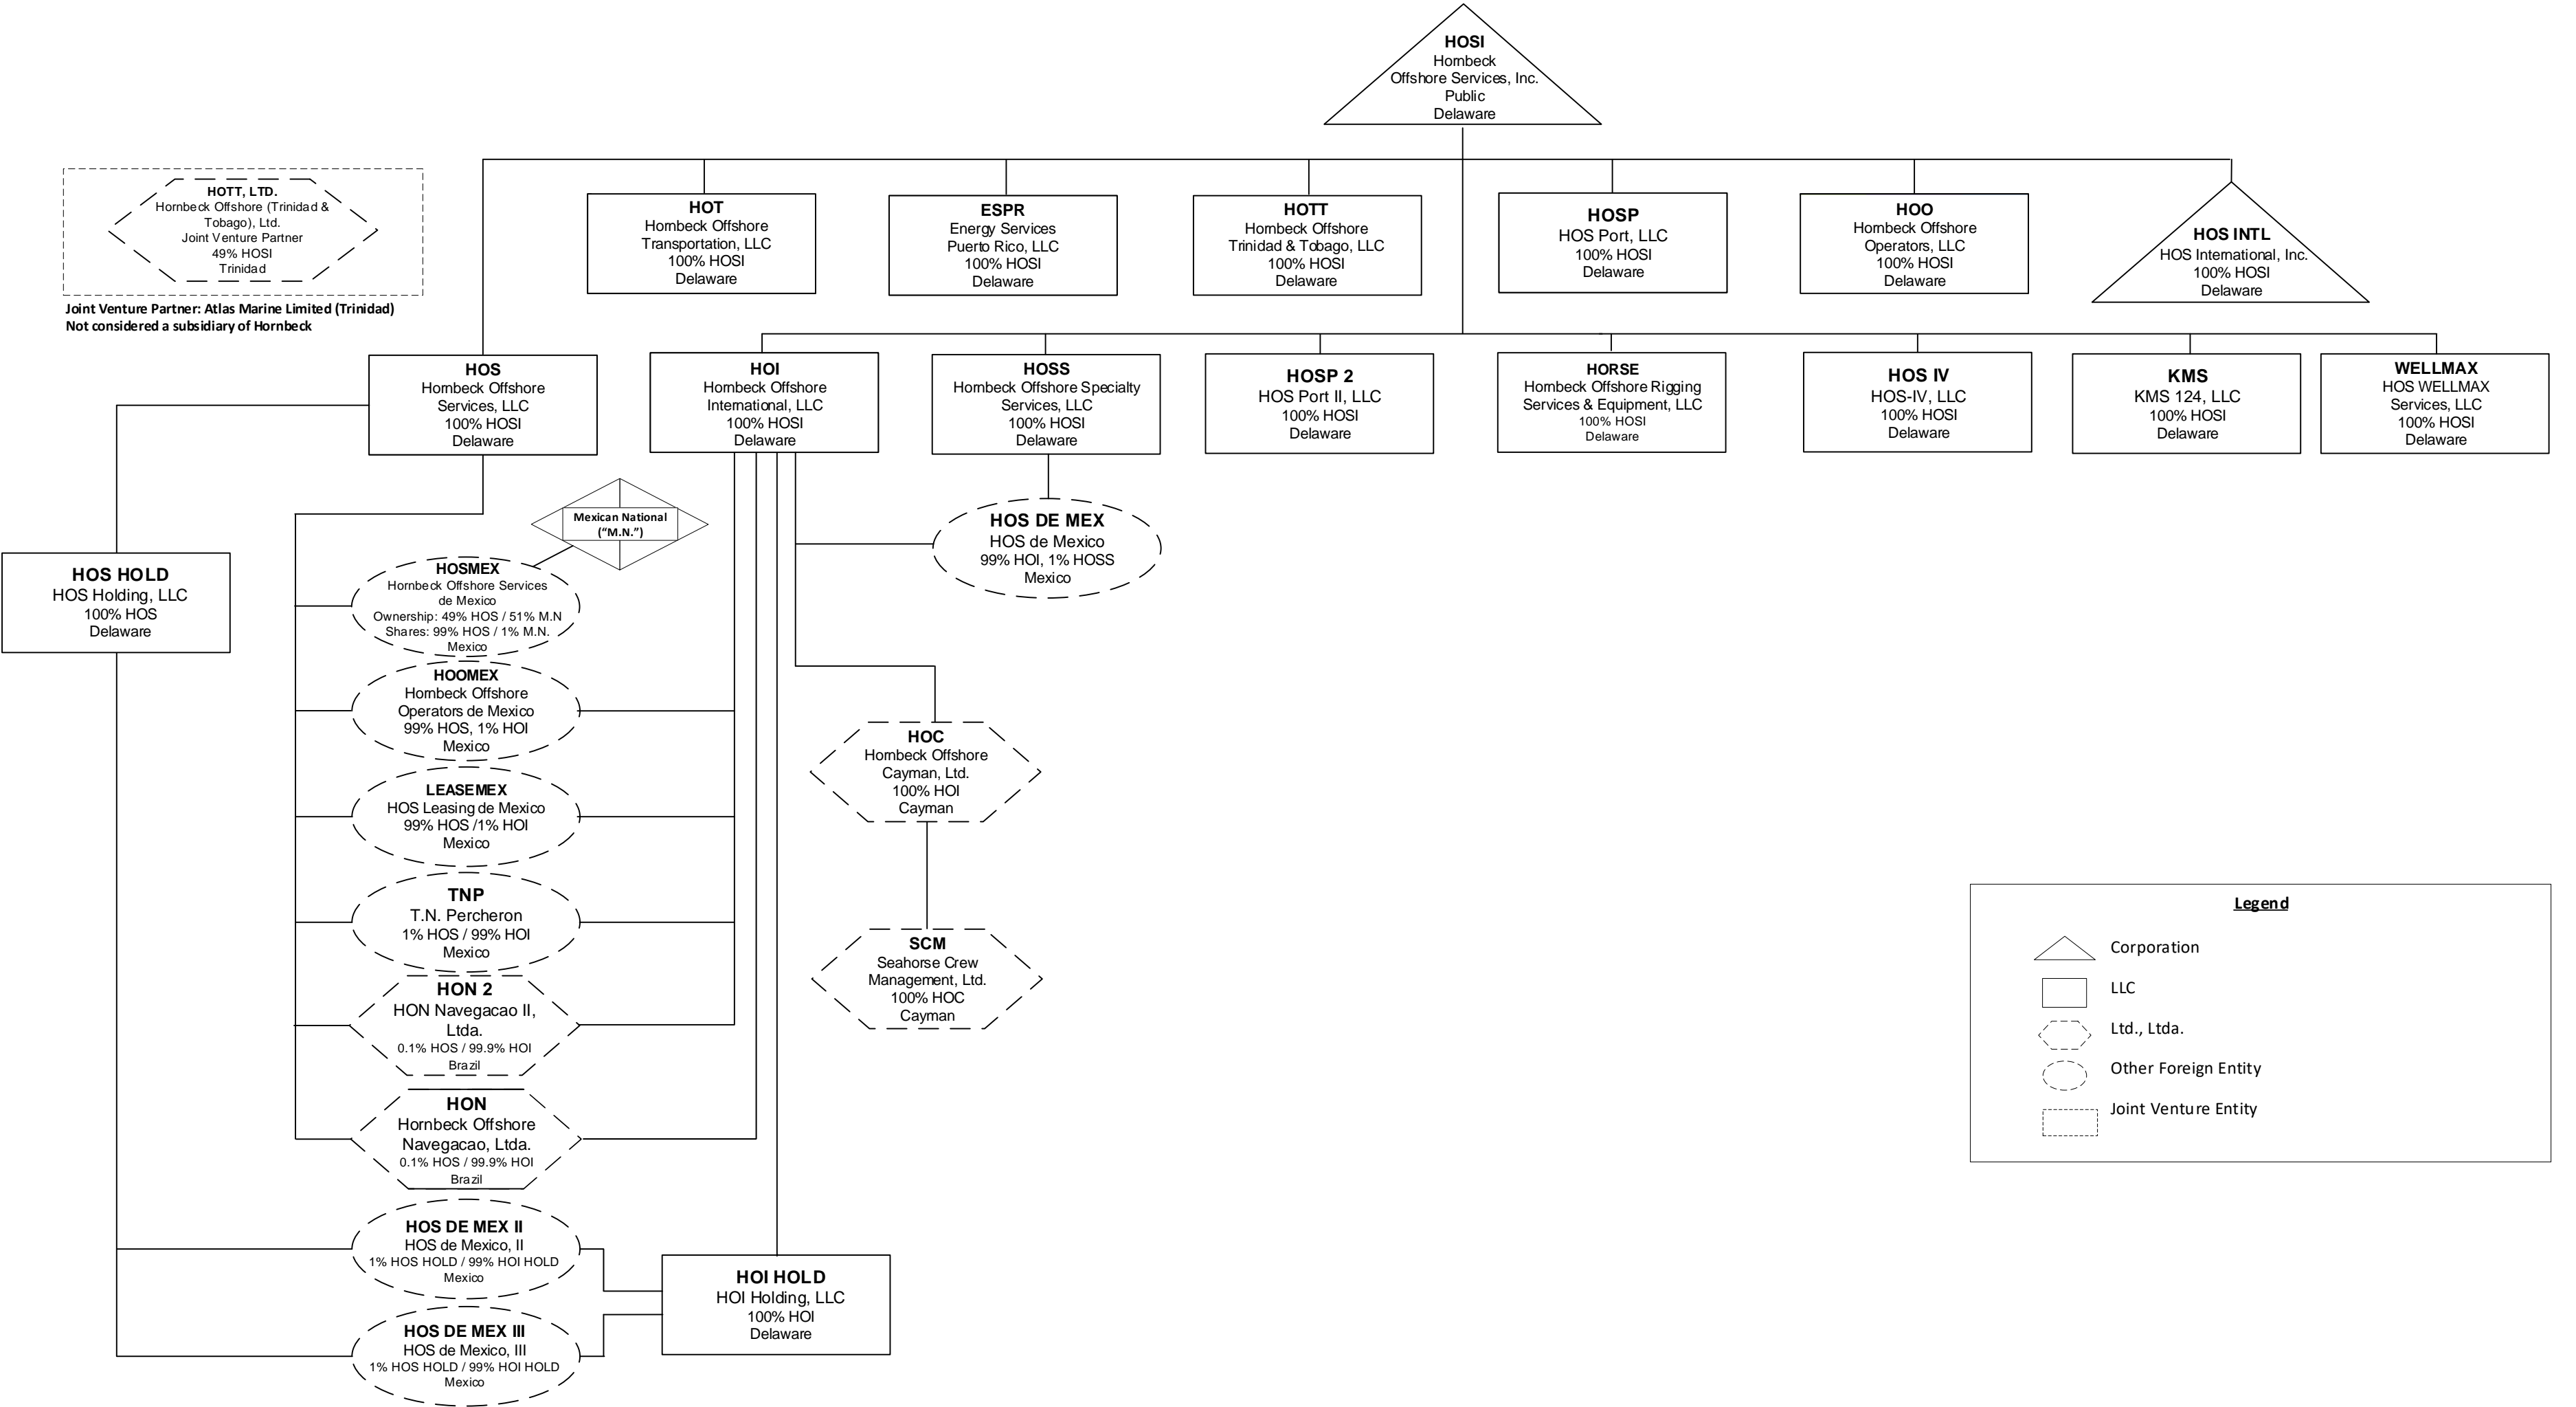 HOSI
Hornbeck
Offshore Services, Inc.
Public
Delaware
HOTT, LTD.
Hornbeck Offshore (Trinidad &
Tobago), Ltd.
Joint Venture Partner
49% HOSI
Trinidad
Joint Venture Partner: Atlas Marine Limited (Trinidad)
Not considered a subsidiary of Hornbeck
HOT
Hornbeck Offshore
Transportation, LLC
100% HOSI
Delaware
ESPR
Energy Services
Puerto Rico, LLC
100% HOSI
Delaware
HOTT
Hornbeck Offshore
Trinidad & Tobago, LLC
100% HOSI
Delaware
HOSP
HOS Port, LLC
100% HOSI
Delaware
HOO
Hornbeck Offshore
Operators, LLC
100% HOSI
Delaware
HOS INTL
HOS International, Inc.
100% HOSI
Delaware
HOS
Hornbeck Offshore
Services, LLC
100% HOSI
Delaware
HOI
Hornbeck Offshore
International, LLC
100% HOSI
Delaware
HOSS
Hornbeck Offshore Specialty
Services, LLC
100% HOSI
Delaware
HOSP 2
HOS Port II, LLC
100% HOSI
Delaware
HORSE
Hornbeck Offshore Rigging
Services & Equipment, LLC
100% HOSI
Delaware
HOS IV
HOS-IV, LLC
100% HOSI
Delaware
KMS
KMS 124, LLC
100% HOSI
Delaware
WELLMAX
HOS WELLMAX
Services, LLC
100% HOSI
Delaware
Mexican National
(“M.N.”)
HOS DE MEX
HOS de Mexico
99% HOI, 1% HOSS
Mexico
HOS HOLD
HOS Holding, LLC
100% HOS
Delaware
HOSMEX
Hornbeck Offshore Services
de Mexico
Ownership: 49% HOS / 51% M.N
Shares: 99% HOS / 1% M.N.
Mexico
HOOMEX
Hornbeck Offshore
Operators de Mexico
99% HOS, 1% HOI
Mexico
LEASEMEX
HOS Leasing de Mexico
99% HOS /1% HOI
Mexico
TNP
T.N. Percheron
1% HOS / 99% HOI
Mexico
HON 2
HON Navegacao II,
Ltda.
0.1% HOS / 99.9% HOI
Brazil
HON
Hornbeck Offshore
Navegacao, Ltda.
0.1% HOS / 99.9% HOI
Brazil
HOS DE MEX II
HOS de Mexico, II
1% HOS HOLD / 99% HOI HOLD
Mexico
HOS DE MEX III
HOS de Mexico, III
1% HOS HOLD / 99% HOI HOLD
Mexico
HOC
Hornbeck Offshore
Cayman, Ltd.
100% HOI
Cayman
SCM
Seahorse Crew
Management, Ltd.
100% HOC
Cayman
HOI HOLD
HOI Holding, LLC
100% HOI
Delaware
Legend
Corporation
LLC
Ltd., Ltda.
Other Foreign Entity
Joint Venture Entity